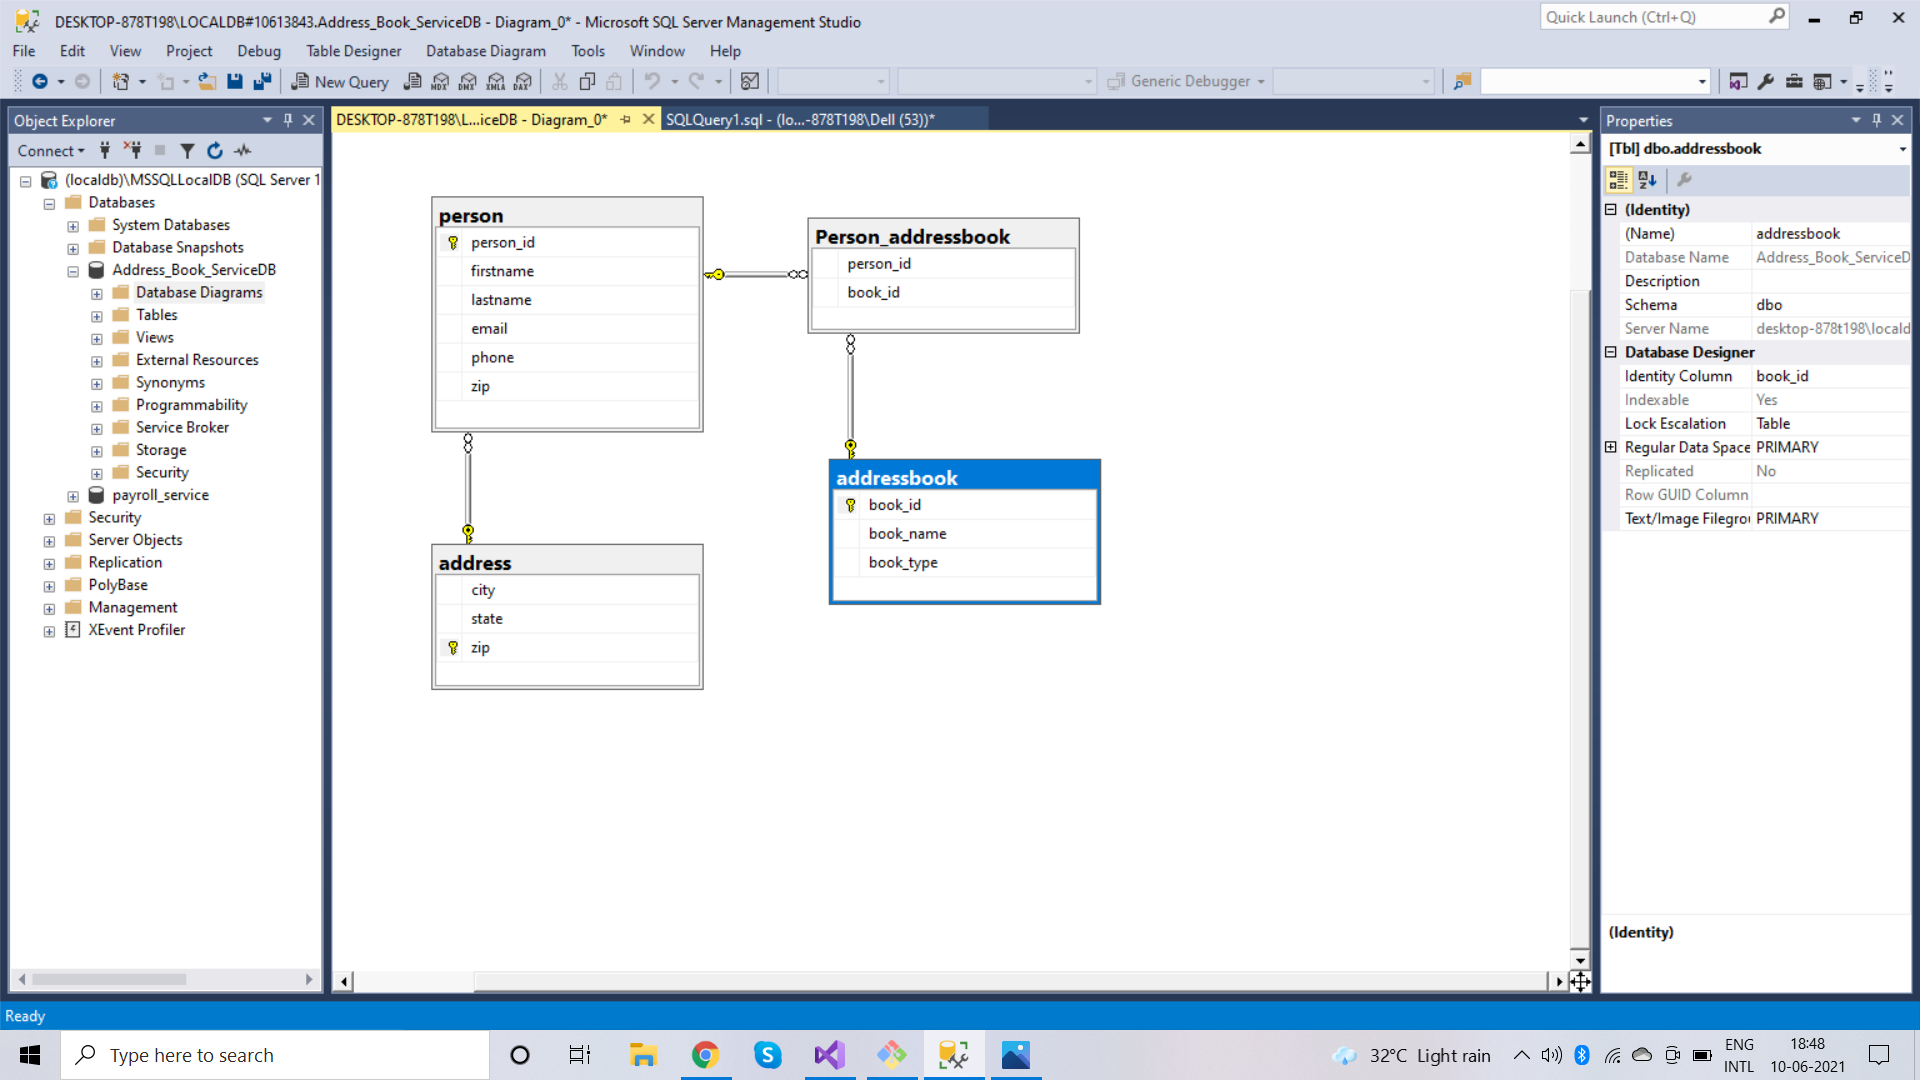 DESKTOP-878T198\LOCALDB#10613843.Address_Book_ServiceDB - Diagram_0* - Microsoft SQL Server Management Studio
Quick Launch (Ctrl+Q)
File Edit View Project Debug Table Designer Database Diagram Tools Window Help
New Query MDX DMX XMLA DAX Generic Debugger
Object Explorer
Connect
(localdb)\MSSQLLocalDB (SQL Server 1
Databases
System Databases
Database Snapshots
Address_Book_ServiceDB
Database Diagrams
Tables
Views
External Resources
Synonyms
Programmability
Service Broker
Storage
Security
payroll_service
Security
Server Objects
Replication
PolyBase
Management
XEvent Profiler
DESKTOP-878T198\L...iceDB - Diagram_0* SQLQuery1.sql - (lo...-878T198\Dell (53))*
person
person_id
firstname
lastname
email
phone
zip
Person_addressbook
person_id
book_id
address
city
state
zip
addressbook
book_id
book_name
book_type
Properties
[Tbl] dbo.addressbook
(Identity)
(Name) addressbook
Database Name Address_Book_ServiceD
Description
Schema dbo
Server Name desktop-878t198\locald
Database Designer
Identity Column book_id
Indexable Yes
Lock Escalation Table
Regular Data Space PRIMARY
Replicated No
Row GUID Column
Text/Image Filegrou PRIMARY
(Identity)
Ready
Type here to search
32°C Light rain
ENG
INTL
18:48
10-06-2021